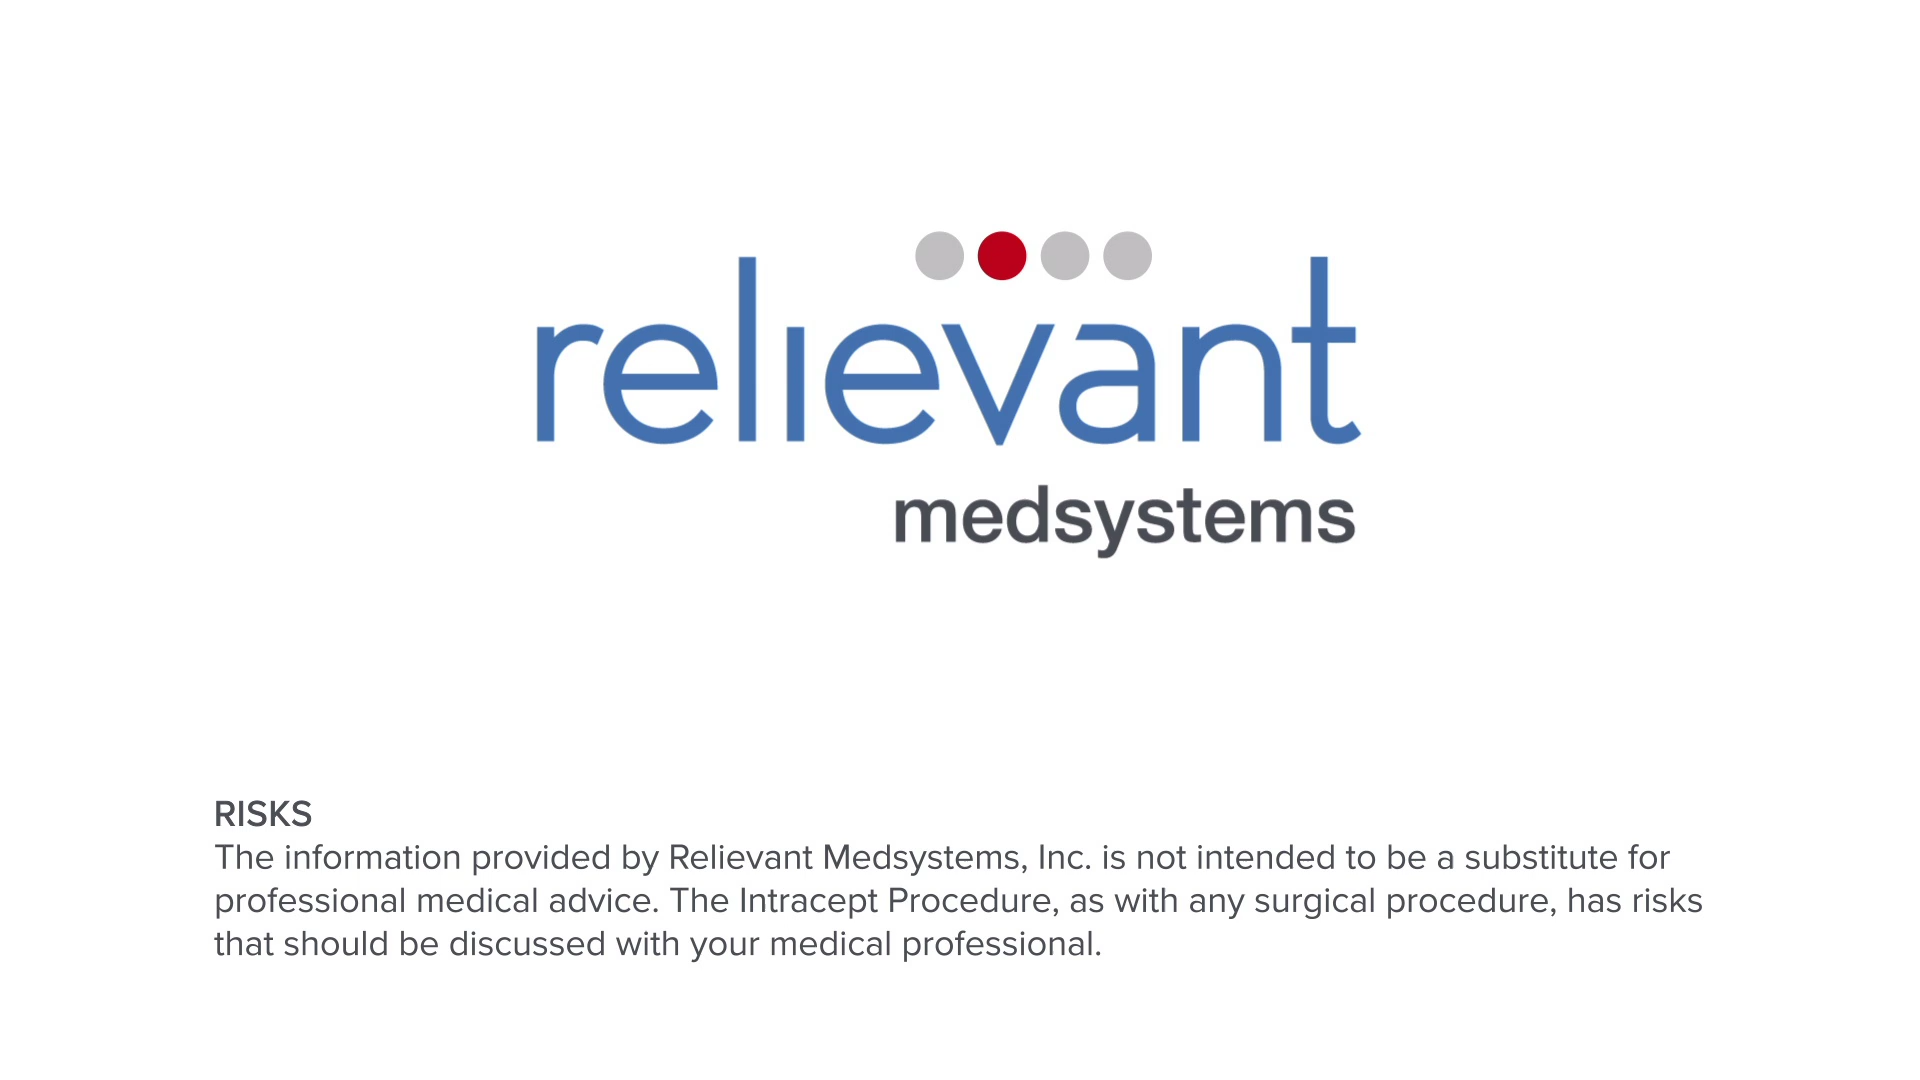 relievant
medsystems
RISKS
The information provided by Relievant Medsystems, Inc. is not intended to be a substitute for
professional medical advice. The Intracept Procedure, as with any surgical procedure, has risks
that should be discussed with your medical professional.